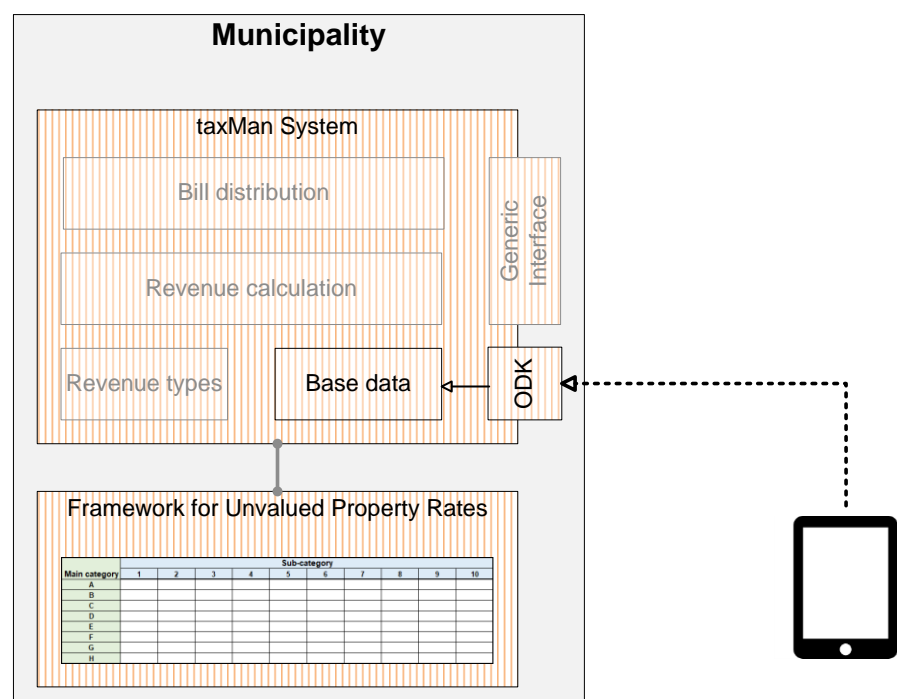 Municipality
taxMan System
Bill distribution
Generic
Interface
Revenue calculation
Revenue types
Base data
ODK
Framework for Unvalued Property Rates
Sub-category
Main category 1 2 3 4 5 6 7 8 9 10
A
B
C
D
E
F
G
H